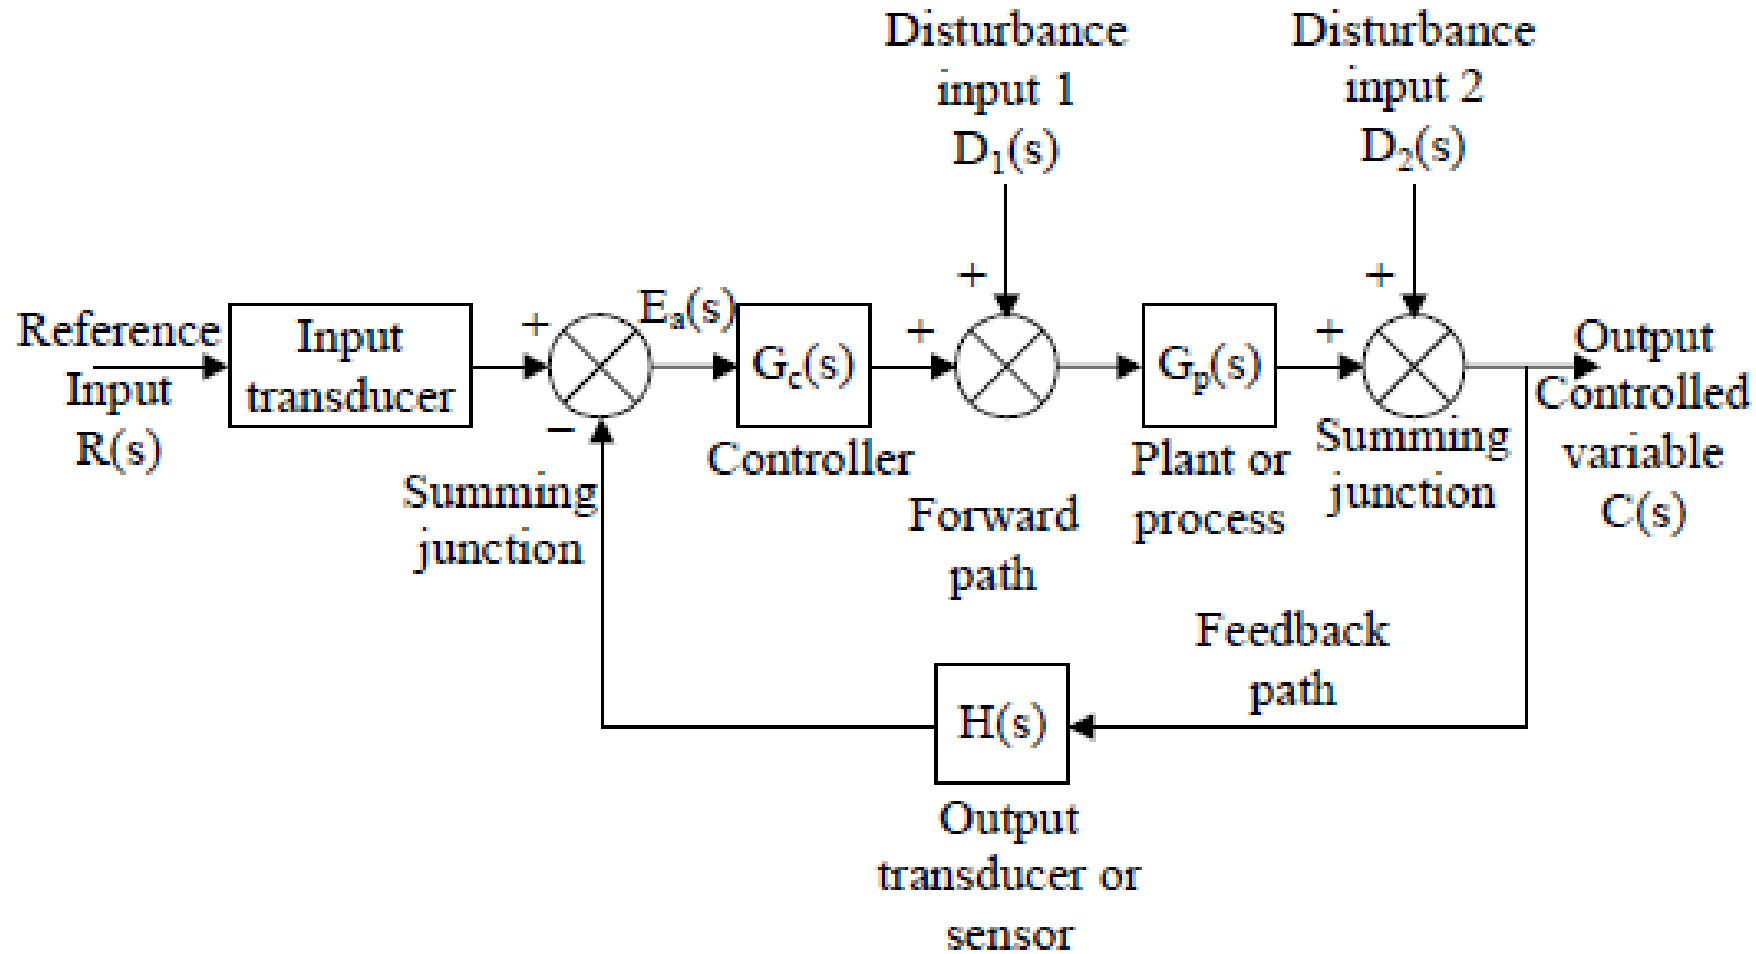 Disturbance
input 1
D₁(s)
Disturbance
input 2
D₂(s)
Reference
Input
R(s)
Input
transducer
+
−
Summing
junction
Eₐ(s)
G꜀(s)
Controller
+
+
Forward
path
Gₚ(s)
Plant or
process
+
+
Summing
junction
Output
Controlled
variable
C(s)
Feedback
path
H(s)
Output
transducer or
sensor